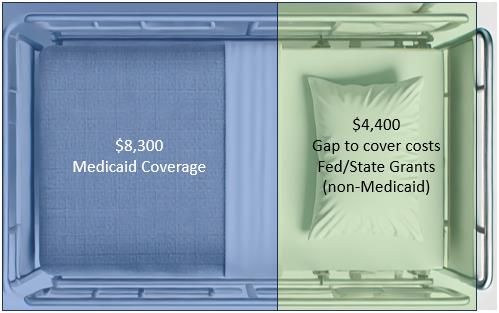 $8,300
Medicaid Coverage
$4,400
Gap to cover costs
Fed/State Grants
(non-Medicaid)